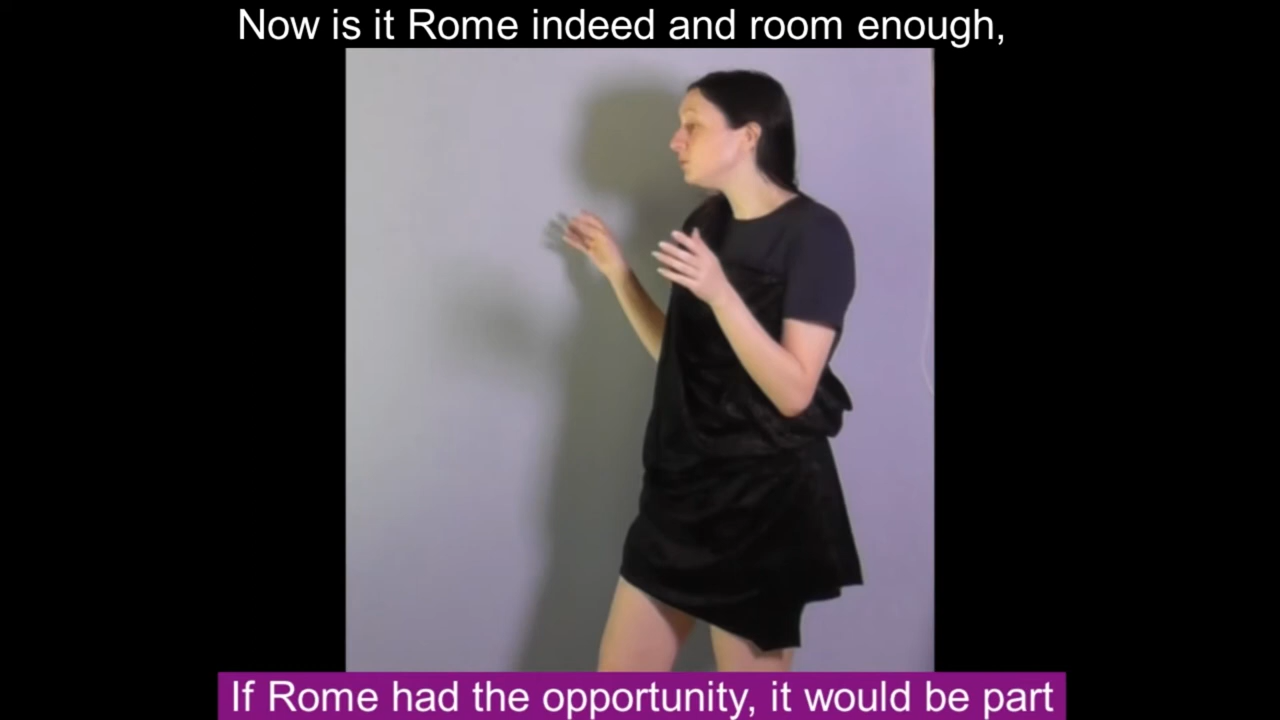 Now is it Rome indeed and room enough,
If Rome had the opportunity, it would be part